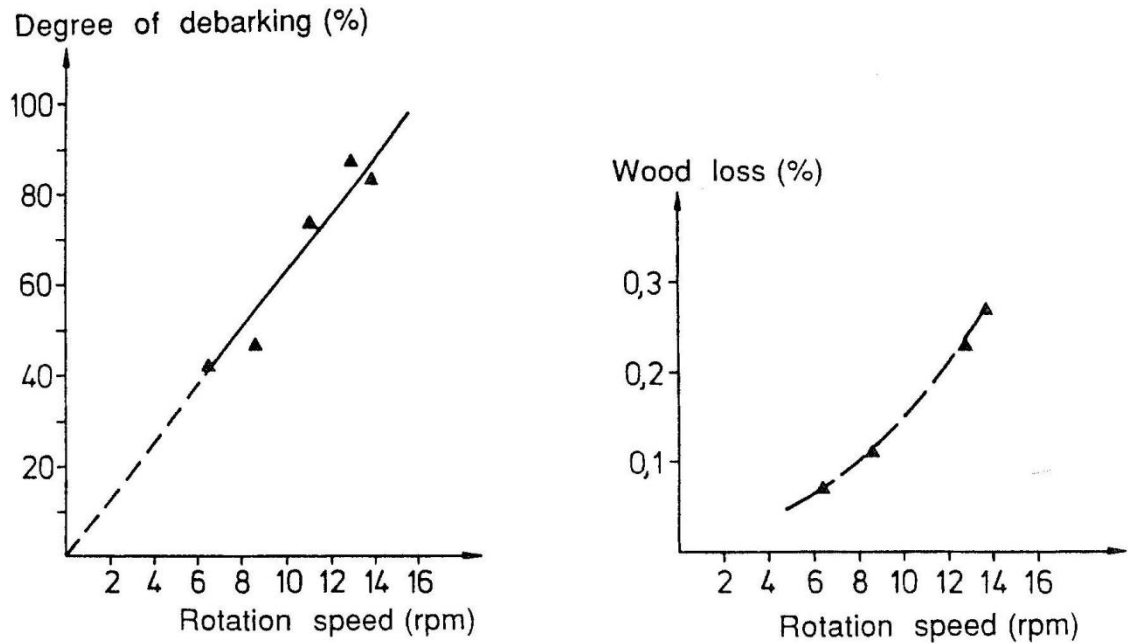 Degree of debarking (%)
100
80
60
40
20
2 4 6 8 10 12 14 16
Rotation speed (rpm)
Wood loss (%)
0,3
0,2
0,1
2 4 6 8 10 12 14 16
Rotation speed (rpm)